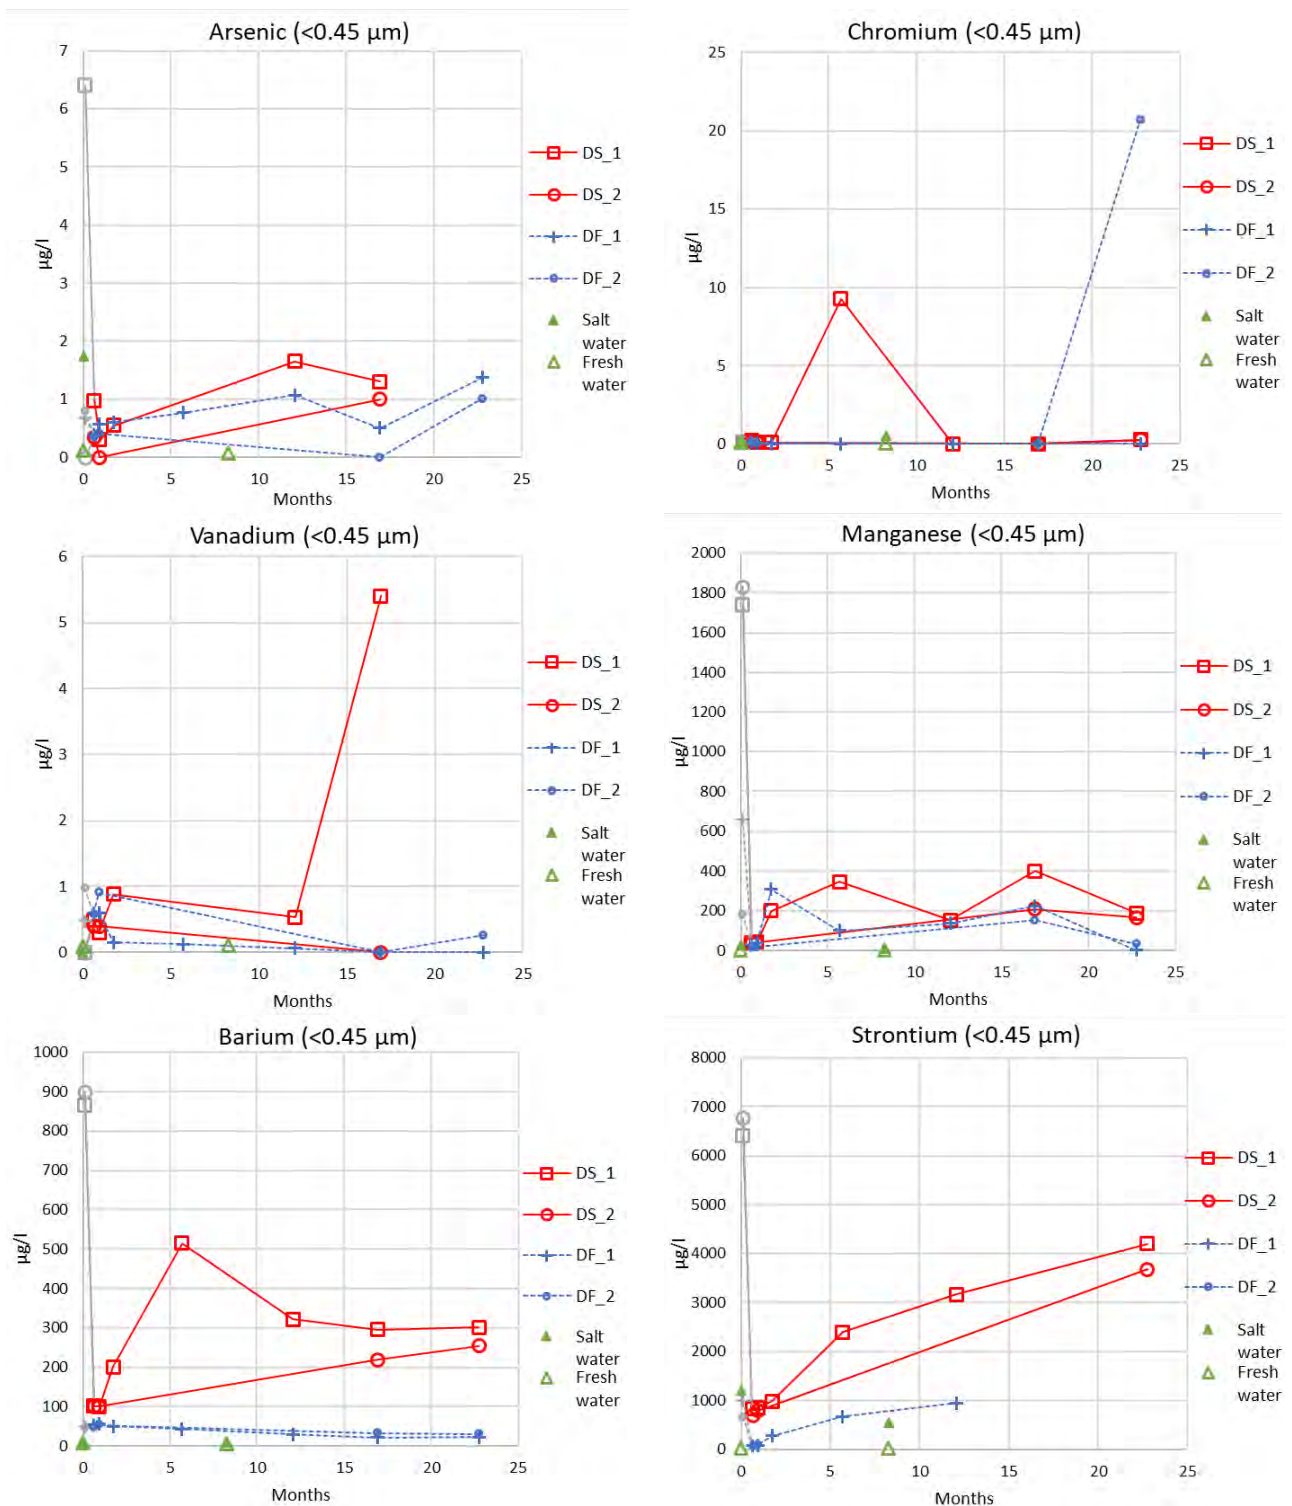 Arsenic (<0.45 µm)
7
6
5
4
3
2
1
0
µg/l
0 5 10 15 20 25
Months
DS_1
DS_2
DF_1
DF_2
Salt
water
Fresh
water
Chromium (<0.45 µm)
25
20
15
10
5
0
µg/l
0 5 10 15 20 25
Months
DS_1
DS_2
DF_1
DF_2
Salt
water
Fresh
water
Vanadium (<0.45 µm)
6
5
4
3
2
1
0
µg/l
0 5 10 15 20 25
Months
DS_1
DS_2
DF_1
DF_2
Salt
water
Fresh
water
Manganese (<0.45 µm)
2000
1800
1600
1400
1200
1000
800
600
400
200
0
µg/l
0 5 10 15 20 25
Months
DS_1
DS_2
DF_1
DF_2
Salt
water
Fresh
water
Barium (<0.45 µm)
1000
900
800
700
600
500
400
300
200
100
0
µg/l
0 5 10 15 20 25
Months
DS_1
DS_2
DF_1
DF_2
Salt
water
Fresh
water
Strontium (<0.45 µm)
8000
7000
6000
5000
4000
3000
2000
1000
0
µg/l
0 5 10 15 20 25
Months
DS_1
DS_2
DF_1
DF_2
Salt
water
Fresh
water